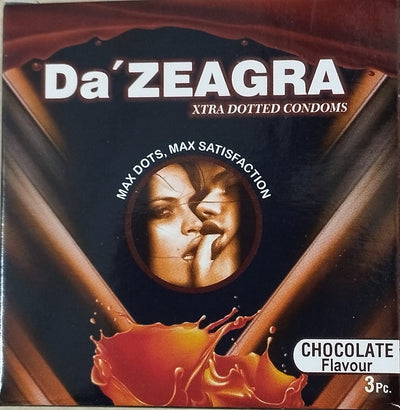 Da'ZEAGRA
XTRA DOTTED CONDOMS
MAX DOTS, MAX SATISFACTION
CHOCOLATE
Flavour
3Pc.